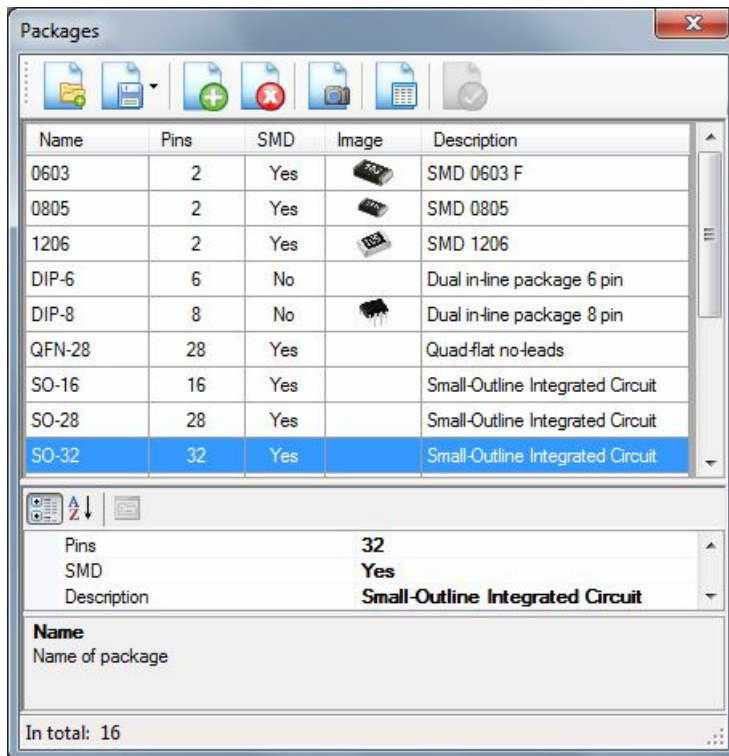 Packages
Name Pins SMD Image Description
0603 2 Yes SMD 0603 F
0805 2 Yes SMD 0805
1206 2 Yes SMD 1206
DIP-6 6 No Dual in-line package 6 pin
DIP-8 8 No Dual in-line package 8 pin
QFN-28 28 Yes Quad-flat no-leads
SO-16 16 Yes Small-Outline Integrated Circuit
SO-28 28 Yes Small-Outline Integrated Circuit
SO-32 32 Yes Small-Outline Integrated Circuit
Pins 32
SMD Yes
Description Small-Outline Integrated Circuit
Name
Name of package
In total: 16